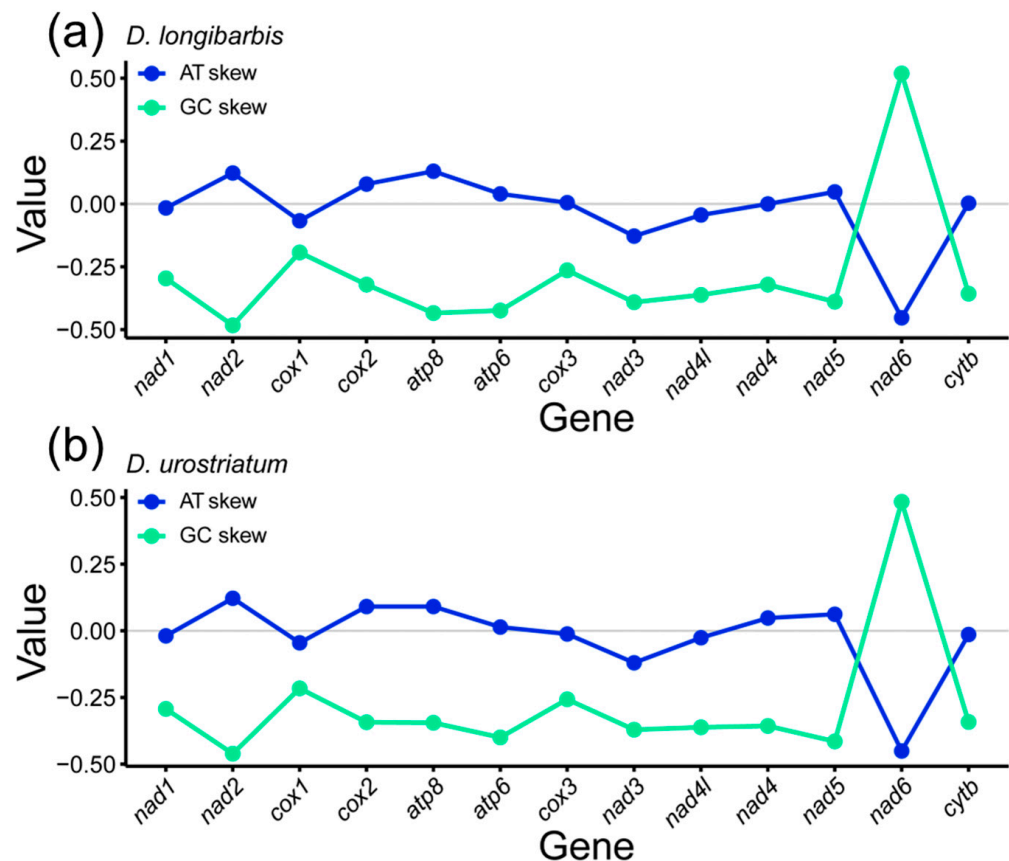 (a) D. longibarbis
AT skew
GC skew
0.50
0.25
0.00
−0.25
−0.50
Value
nad1 nad2 cox1 cox2 atp8 atp6 cox3 nad3 nad4l nad4 nad5 nad6 cytb
Gene
(b) D. urostriatum
AT skew
GC skew
0.50
0.25
0.00
−0.25
−0.50
Value
nad1 nad2 cox1 cox2 atp8 atp6 cox3 nad3 nad4l nad4 nad5 nad6 cytb
Gene